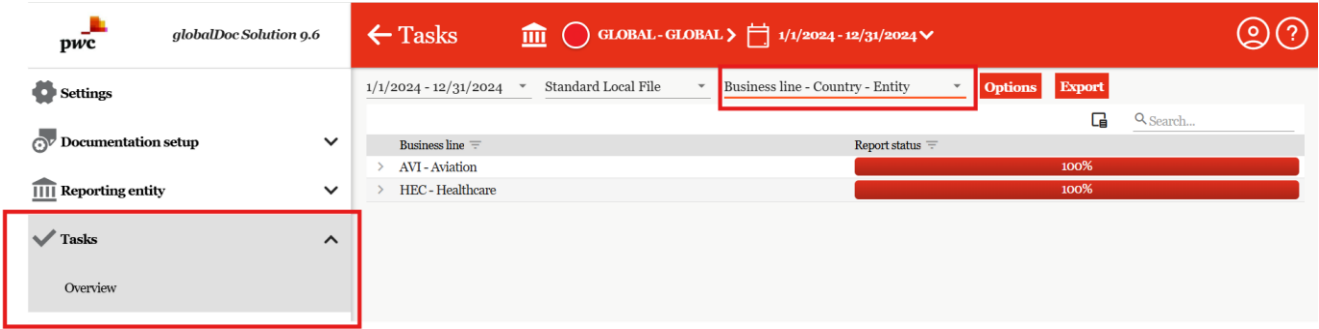 pwc
globalDoc Solution 9.6
Tasks
GLOBAL - GLOBAL
1/1/2024 - 12/31/2024
Settings
Documentation setup
Reporting entity
Tasks
Overview
1/1/2024 - 12/31/2024
Standard Local File
Business line - Country - Entity
Options
Export
Search...
Business line
Report status
AVI - Aviation
100%
HEC - Healthcare
100%